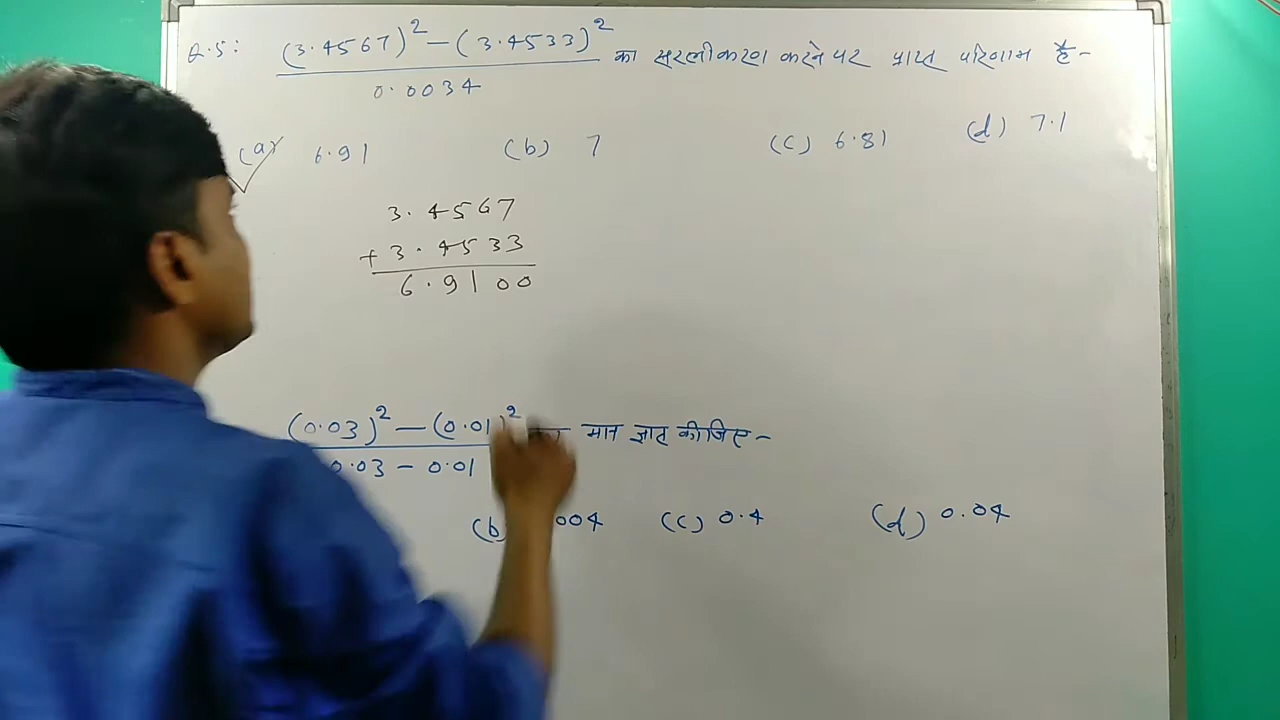 Q.5: (3.4567)² − (3.4533)² / 0.0034 का सरलीकरण करने पर प्राप्त परिणाम है-
(a) 6.91 (b) 7 (c) 6.81 (d) 7.1
3.4567
+ 3.4533
6.9100
(0.03)² − (0.01)² / 0.03 − 0.01 मान ज्ञात कीजिए-
(b) 004 (c) 0.4 (d) 0.04